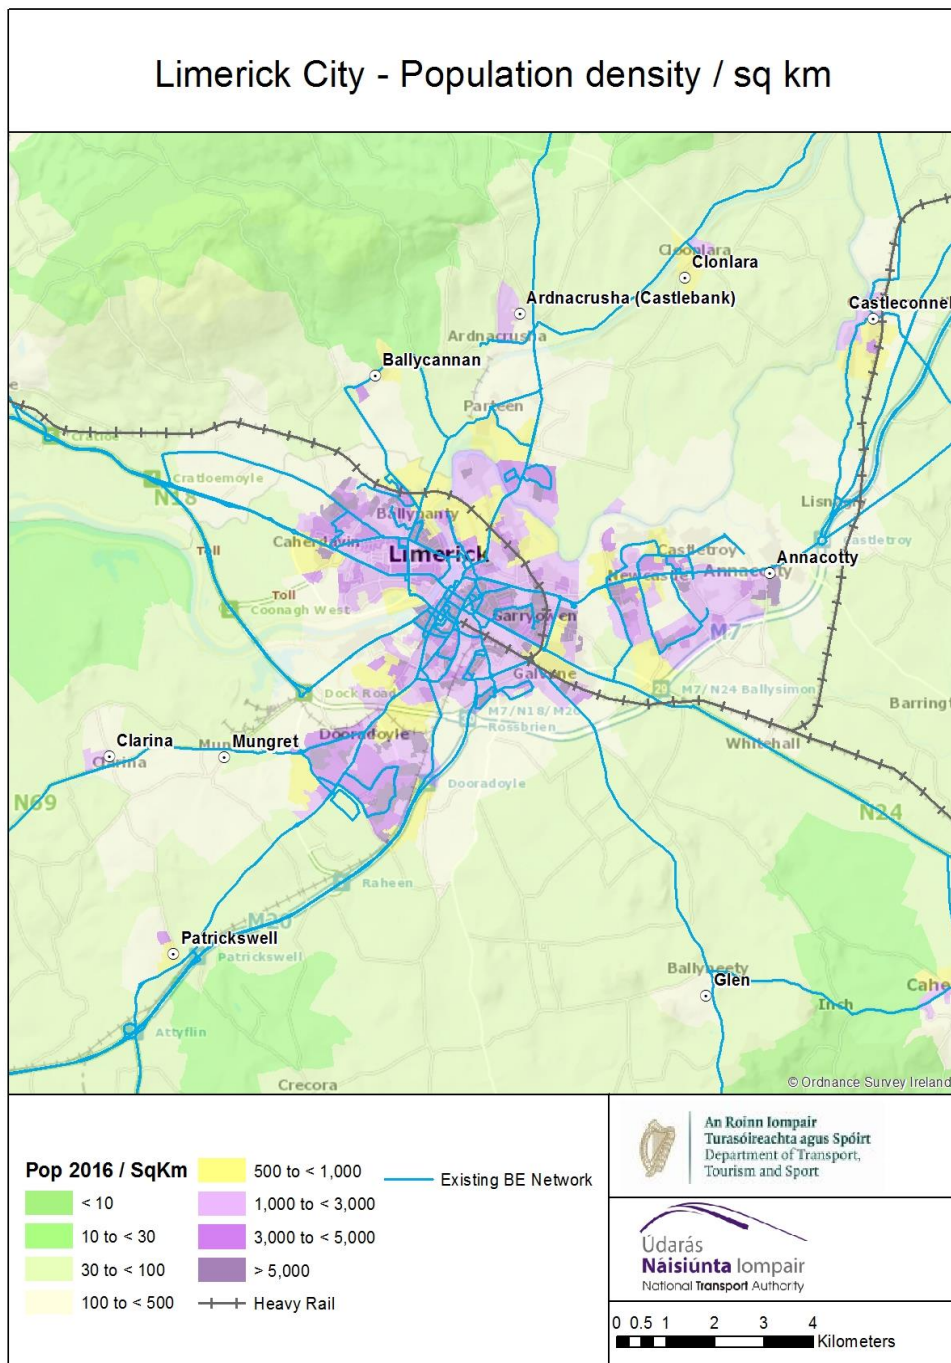 Limerick City - Population density / sq km
Cloonlara
Clonlara
Ardnacrusha (Castlebank)
Castleconnel
Ardnacrusha
Ballycannan
e
Parteen
Cratloe
Cratloemoyle
N18
Lisnagry
Ballynanty
Caherdavin
Castletroy
castletroy
Limerick
Toll
Annacotty
Newcastle
Annacotty
Toll
Coonagh West
Garryowen
M7
Galvone
29
M7/N24 Ballysimon
Dock Road
Barringt
M7/N18/M20
Rossbrien
Clarina
Mungret
Dooradoyle
Whitehall
Clarina
Mun
Dooradoyle
N69
N24
Raheen
M20
Patrickswell
Patrickswell
Ballyneety
Glen
Cahe
Inch
Attyflin
Crecora
© Ordnance Survey Ireland
Pop 2016 / SqKm
< 10
10 to < 30
30 to < 100
100 to < 500
500 to < 1,000
1,000 to < 3,000
3,000 to < 5,000
> 5,000
Heavy Rail
Existing BE Network
An Roinn Iompair
Turasóireachta agus Spóirt
Department of Transport,
Tourism and Sport
Údarás
Náisiúnta Iompair
National Transport Authority
0 0.5 1 2 3 4
Kilometers